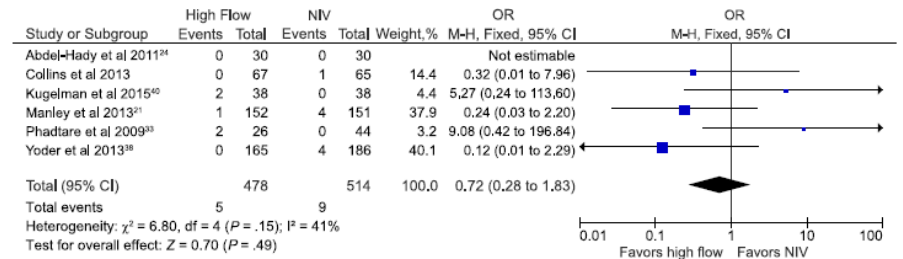 High Flow NIV OR OR
Study or Subgroup Events Total Events Total Weight,% M-H, Fixed, 95% CI M-H, Fixed, 95% CI
Abdel-Hady et al 2011²⁴ 0 30 0 30 Not estimable
Collins et al 2013 0 67 1 65 14.4 0.32 (0.01 to 7.96)
Kugelman et al 2015⁴⁰ 2 38 0 38 4.4 5,27 (0,24 to 113,60)
Manley et al 2013²¹ 1 152 4 151 37.9 0.24 (0.03 to 2.20)
Phadtare et al 2009³³ 2 26 0 44 3.2 9.08 (0.42 to 196.84)
Yoder et al 2013³⁸ 0 165 4 186 40.1 0.12 (0.01 to 2.29)
Total (95% CI) 478 514 100.0 0.72 (0.28 to 1.83)
Total events 5 9
Heterogeneity: χ² = 6.80, df = 4 (P = .15); I² = 41%
Test for overall effect: Z = 0.70 (P = .49)
0.01 0.1 1 10 100
Favors high flow Favors NIV